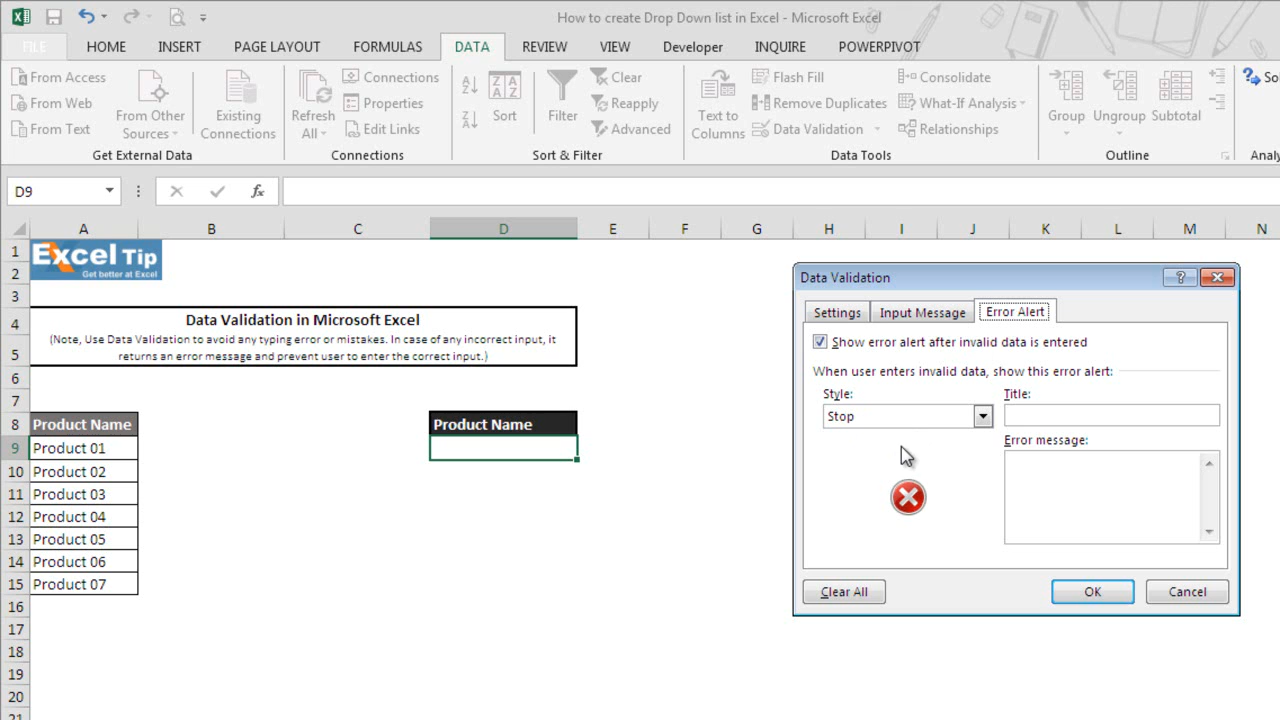 How to create Drop Down list in Excel - Microsoft Excel
FILE HOME INSERT PAGE LAYOUT FORMULAS DATA REVIEW VIEW Developer INQUIRE POWERPIVOT
From Access
From Web
From Text
From Other
Sources
Existing
Connections
Get External Data
Refresh
All
Connections
Properties
Edit Links
Connections
Sort
Filter
Clear
Reapply
Advanced
Sort & Filter
Text to
Columns
Flash Fill
Remove Duplicates
Data Validation
Consolidate
What-If Analysis
Relationships
Data Tools
Group
Ungroup
Subtotal
Outline
So
Analy
D9
fx
A B C D E F G H I J K L M N
1
2
3
4
5
6
7
8
9
10
11
12
13
14
15
16
17
18
19
20
21
Excel Tip
Get better at Excel
Data Validation in Microsoft Excel
(Note, Use Data Validation to avoid any typing error or mistakes. In case of any incorrect input, it
returns an error message and prevent user to enter the correct input.)
Product Name
Product 01
Product 02
Product 03
Product 04
Product 05
Product 06
Product 07
Product Name
Data Validation
Settings Input Message Error Alert
Show error alert after invalid data is entered
When user enters invalid data, show this error alert:
Style:
Stop
Title:
Error message:
Clear All OK Cancel